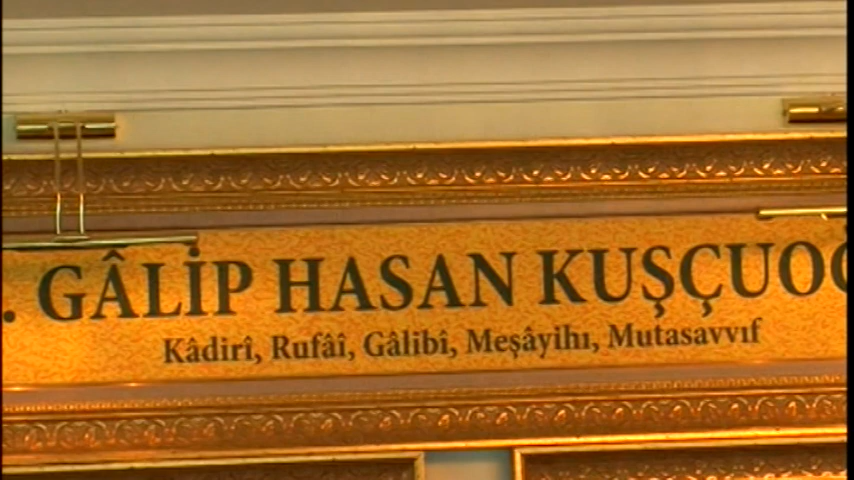 . GÂLİP HASAN KUŞÇUOĞ
Kâdirî, Rufâî, Gâlibî, Meşâyihı, Mutasavvıf